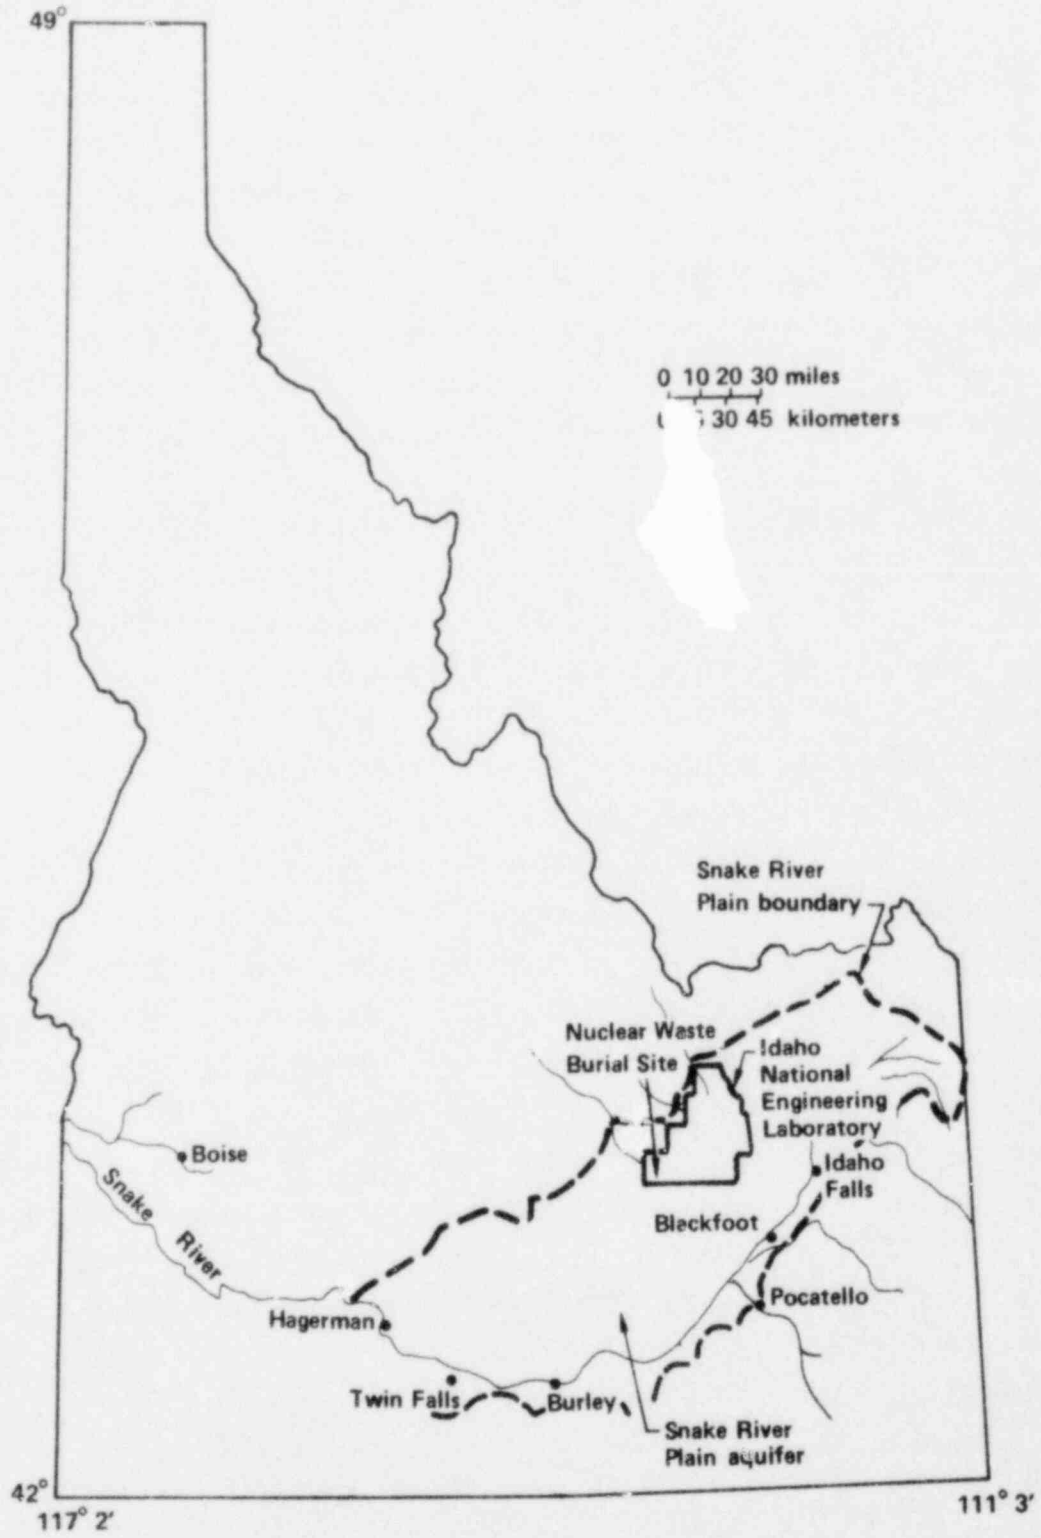 49°
0 10 20 30 miles
30 45 kilometers
Snake River
Plain boundary
Nuclear Waste
Burial Site
Idaho
National
Engineering
Laboratory
Boise
Snake
River
Idaho
Falls
Blackfoot
Pocatello
Hagerman
Twin Falls
Burley
Snake River
Plain aquifer
42°
117° 2'
111° 3'